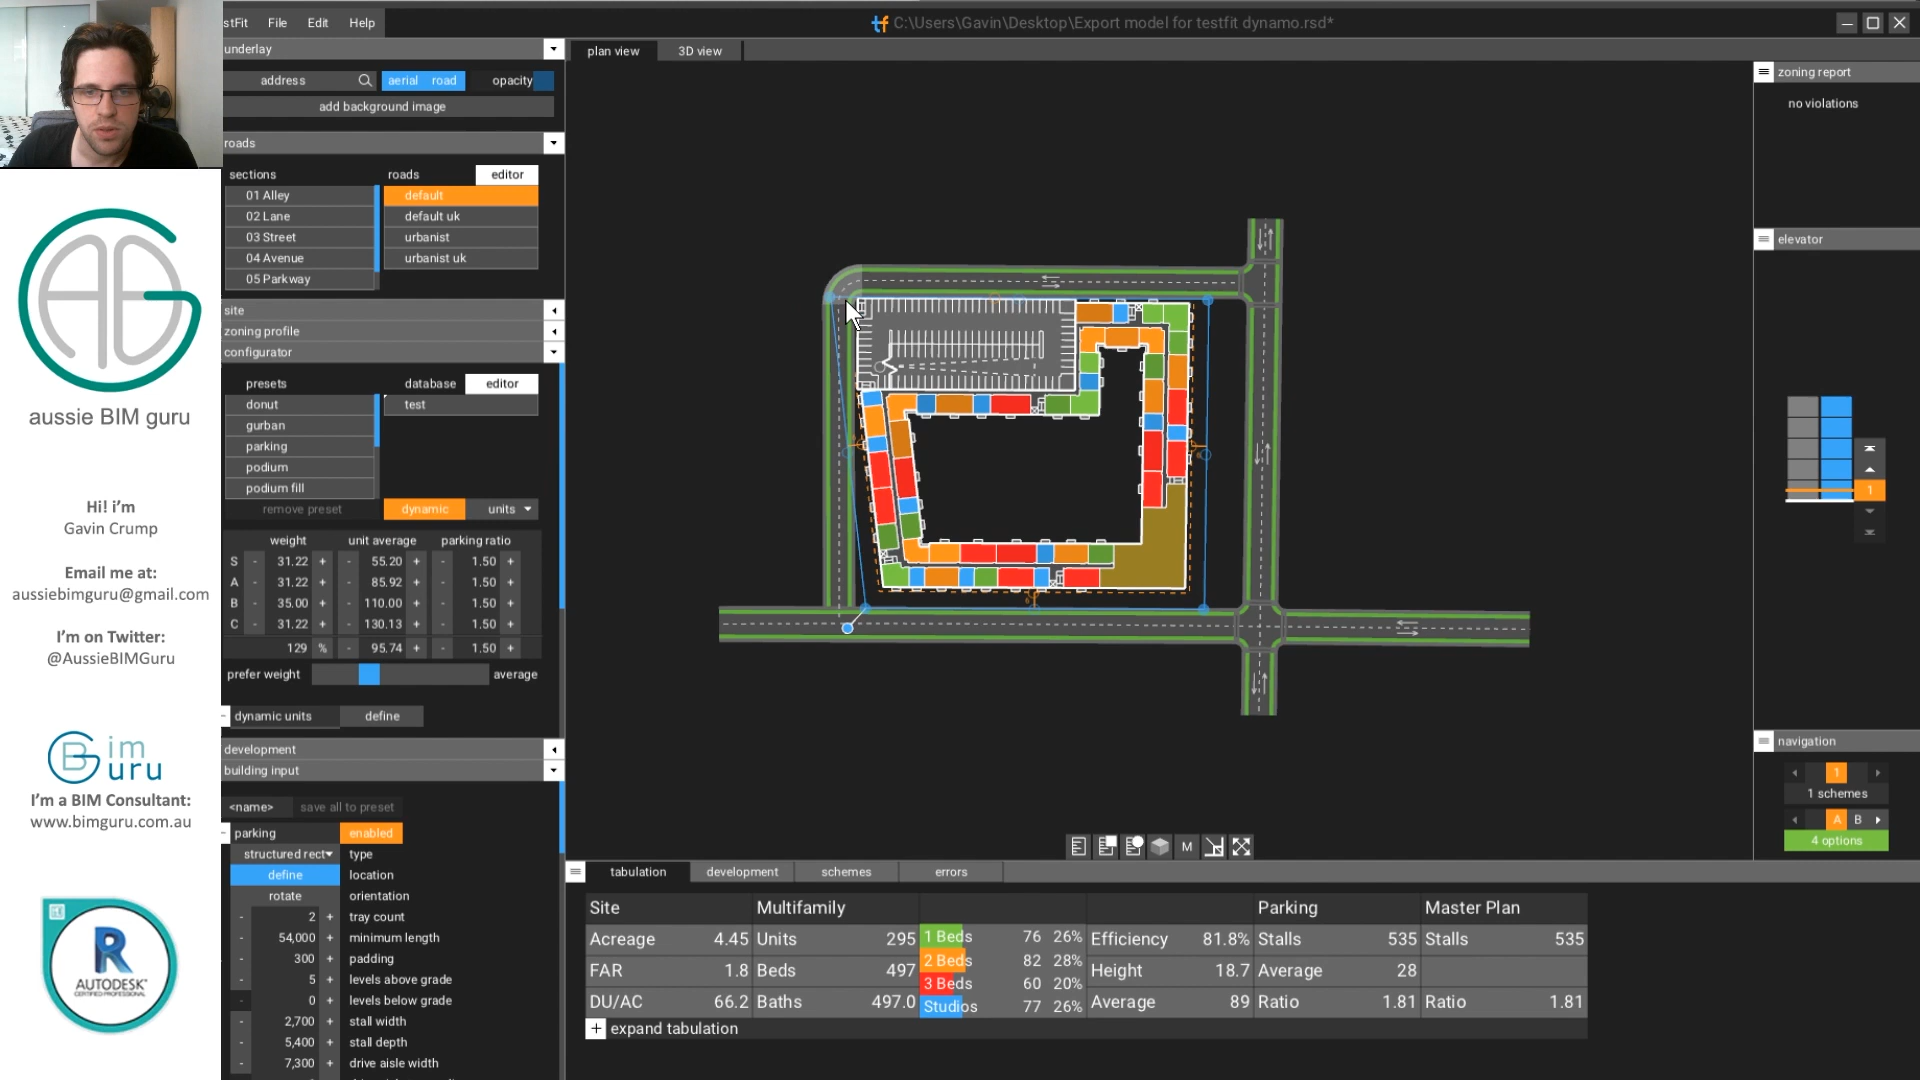 stFit File Edit Help
C:\Users\Gavin\Desktop\Export model for testfit dynamo.rsd*
underlay
address aerial road opacity
add background image
roads
sections roads editor
01 Alley default
02 Lane default uk
03 Street urbanist
04 Avenue urbanist uk
05 Parkway
site
zoning profile
configurator
presets database editor
donut test
gurban
parking
podium
podium fill
remove preset dynamic units
weight unit average parking ratio
S - 31.22 + - 55.20 + - 1.50 +
A - 31.22 + - 85.92 + - 1.50 +
B - 35.00 + - 110.00 + - 1.50 +
C - 31.22 + - 130.13 + - 1.50 +
129 % - 95.74 + - 1.50 +
prefer weight average
- dynamic units define
development
building input
<name> save all to preset
- parking enabled
structured rect type
define location
rotate orientation
- 2 + tray count
- 54,000 + minimum length
- 300 + padding
- 5 + levels above grade
- 0 + levels below grade
- 2,700 + stall width
- 5,400 + stall depth
- 7,300 + drive aisle width
plan view 3D view
zoning report
no violations
elevator
1
navigation
1
1 schemes
A B
4 options
M
tabulation development schemes errors
Site Multifamily Parking Master Plan
Acreage 4.45 Units 295 1 Beds 76 26% Efficiency 81.8% Stalls 535 Stalls 535
FAR 1.8 Beds 497 2 Beds 82 28% Height 18.7 Average 28
3 Beds 60 20%
DU/AC 66.2 Baths 497.0 Studios 77 26% Average 89 Ratio 1.81 Ratio 1.81
+ expand tabulation
AG
aussie BIM guru
Hi! i'm
Gavin Crump
Email me at:
aussiebimguru@gmail.com
I'm on Twitter:
@AussieBIMGuru
Bim
Guru
I'm a BIM Consultant:
www.bimguru.com.au
R
AUTODESK
CERTIFIED PROFESSIONAL